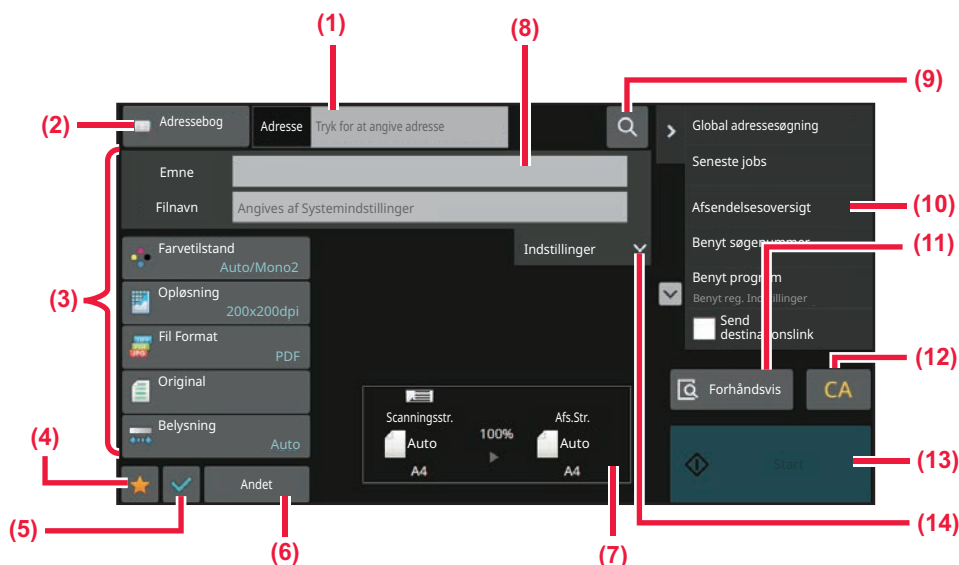 (1)
(8)
(9)
(2)
Adressebog
Adresse
Tryk for at angive adresse
Global adressesøgning
Seneste jobs
Emne
Filnavn
Angives af Systemindstillinger
Afsendelsesoversigt
(10)
(11)
Indstillinger
Benyt søgenummer
(3)
Farvetilstand
Auto/Mono2
Benyt program
Benyt reg. Indstillinger
Opløsning
200x200dpi
Send
destinationslink
Fil Format
PDF
(12)
Original
Forhåndsvis
CA
Scanningsstr.
Afs.Str.
Belysning
Auto
Auto
100%
Auto
A4
A4
(4)
Start
(13)
Andet
(5)
(6)
(7)
(14)